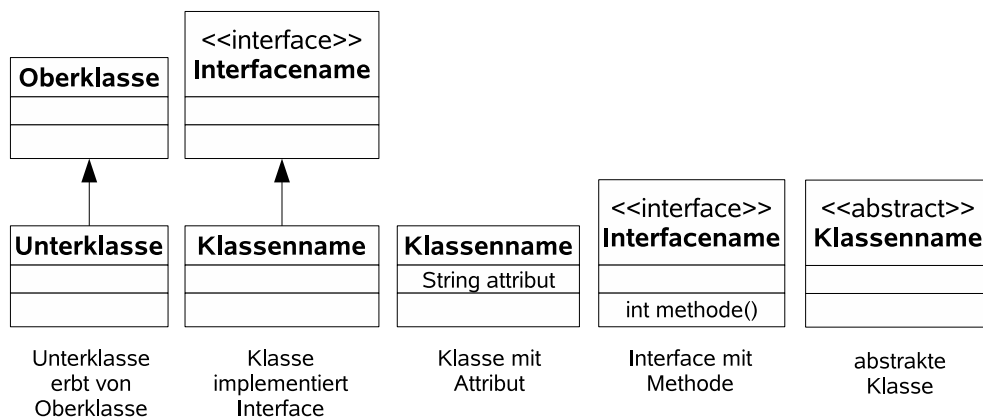 Oberklasse
Unterklasse
Unterklasse
erbt von
Oberklasse
<<interface>>
Interfacename
Klassenname
Klasse
implementiert
Interface
Klassenname
String attribut
Klasse mit
Attribut
<<interface>>
Interfacename
int methode()
Interface mit
Methode
<<abstract>>
Klassenname
abstrakte
Klasse